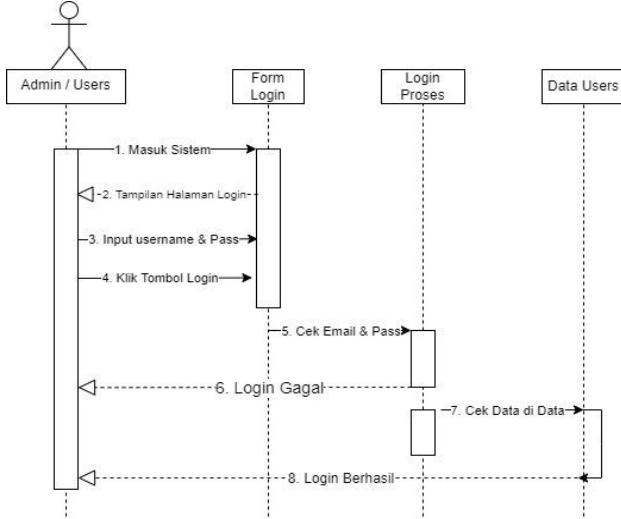 Admin / Users
Form
Login
Login
Proses
Data Users
1. Masuk Sistem
2. Tampilan Halaman Login
3. Input username & Pass
4. Klik Tombol Login
5. Cek Email & Pass
6. Login Gagal
7. Cek Data di Data
8. Login Berhasil